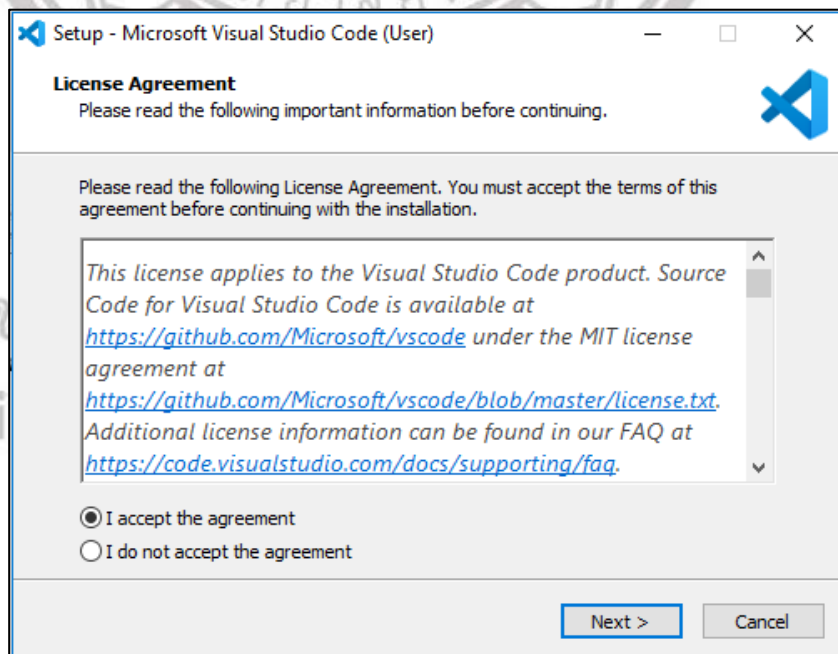 Setup - Microsoft Visual Studio Code (User)
License Agreement
Please read the following important information before continuing.
Please read the following License Agreement. You must accept the terms of this
agreement before continuing with the installation.
This license applies to the Visual Studio Code product. Source
Code for Visual Studio Code is available at
https://github.com/Microsoft/vscode under the MIT license
agreement at
https://github.com/Microsoft/vscode/blob/master/license.txt.
Additional license information can be found in our FAQ at
https://code.visualstudio.com/docs/supporting/faq.
I accept the agreement
I do not accept the agreement
Next >
Cancel